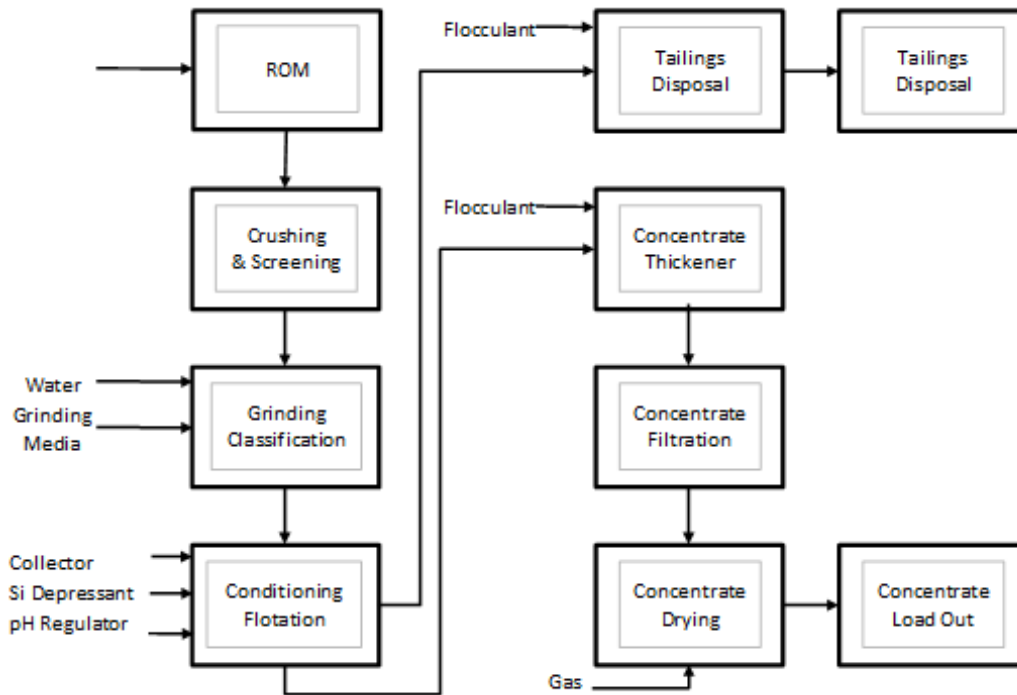 ROM
Crushing
& Screening
Water
Grinding
Media
Grinding
Classification
Collector
Si Depressant
pH Regulator
Conditioning
Flotation
Flocculant
Tailings
Disposal
Tailings
Disposal
Flocculant
Concentrate
Thickener
Concentrate
Filtration
Concentrate
Drying
Gas
Concentrate
Load Out